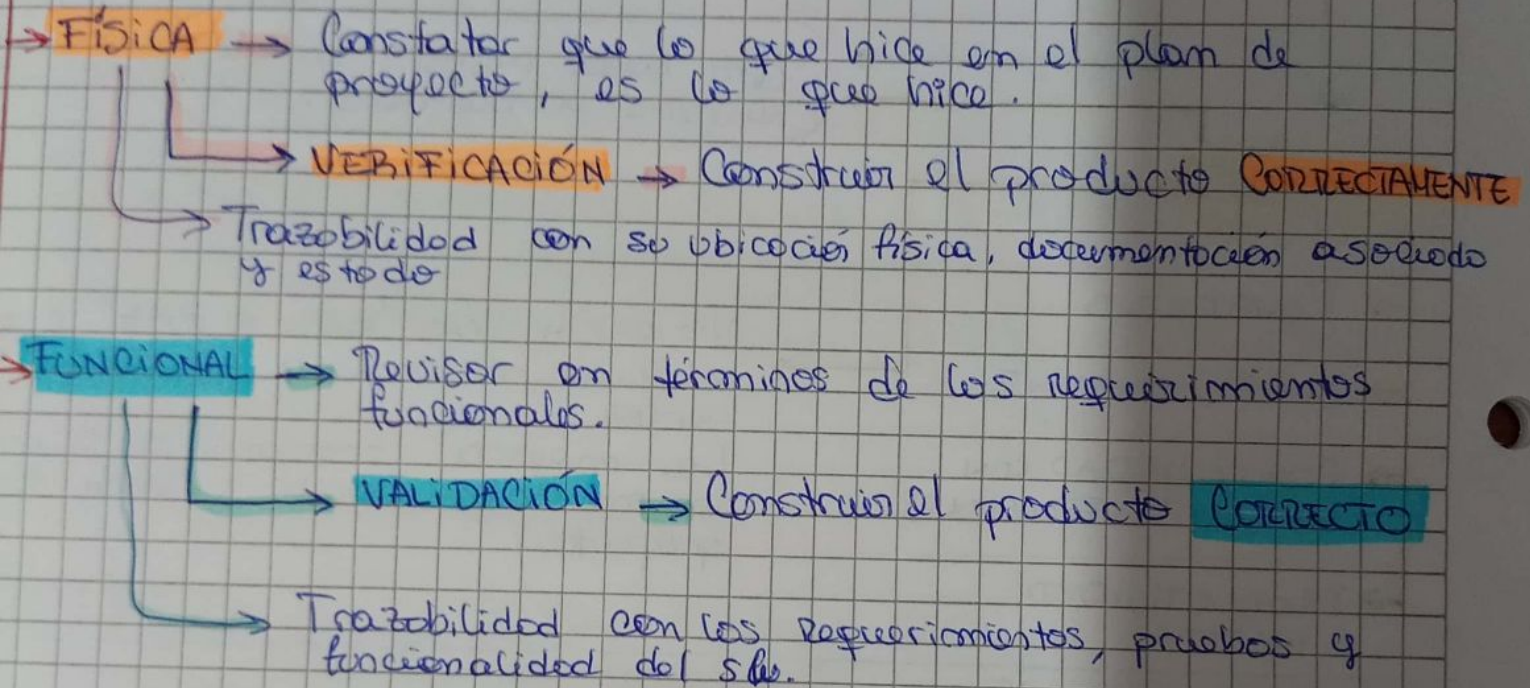 → FÍSICA → Constatar que lo que hice en el plan de
proyecto, es lo que hice.
→ VERIFICACIÓN → Construir el producto CORRECTAMENTE
→ Trazabilidad con su ubicación física, documentación asociada
y estado
→ FUNCIONAL → Revisar en términos de los requerimientos
funcionales.
→ VALIDACIÓN → Construir el producto CORRECTO
→ Trazabilidad con los requerimientos, pruebas y
funcionalidad del